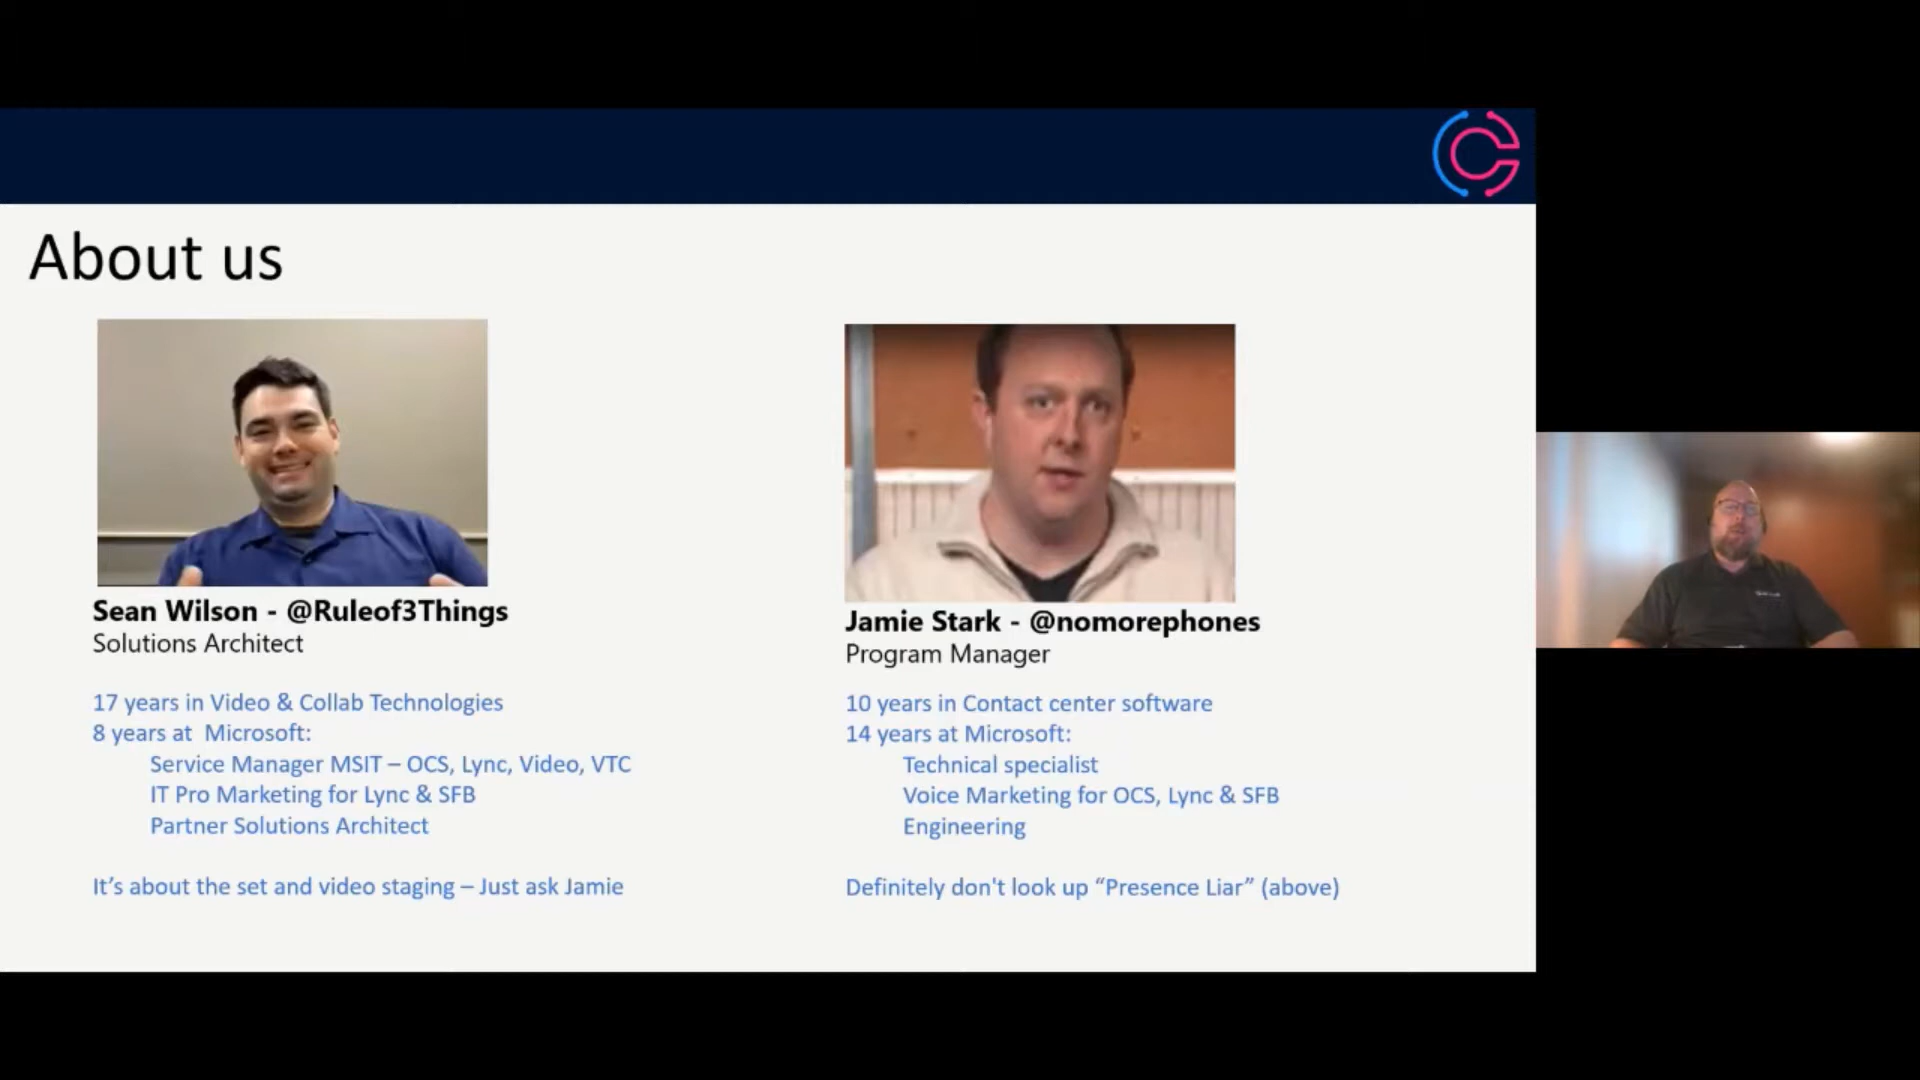 About us
Sean Wilson - @Ruleof3Things
Solutions Architect
17 years in Video & Collab Technologies
8 years at  Microsoft:
Service Manager MSIT – OCS, Lync, Video, VTC
IT Pro Marketing for Lync & SFB
Partner Solutions Architect
It’s about the set and video staging – Just ask Jamie
Jamie Stark - @nomorephones
Program Manager
10 years in Contact center software
14 years at Microsoft:
Technical specialist
Voice Marketing for OCS, Lync & SFB
Engineering
Definitely don't look up “Presence Liar” (above)